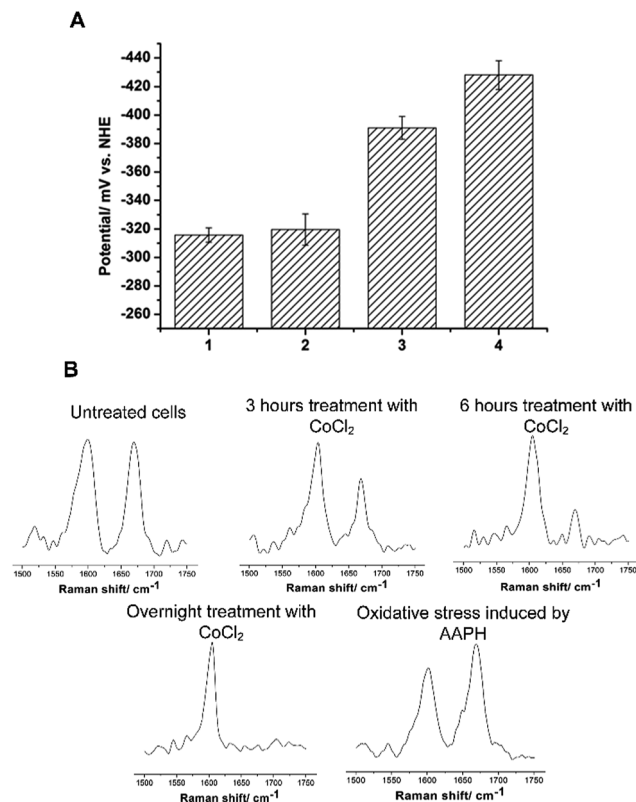 A
-440
-420
-400
-380
-360
-340
-320
-300
-280
-260
Potential/ mV vs. NHE
1 2 3 4
B
Untreated cells
1500 1550 1600 1650 1700 1750
Raman shift/ cm⁻¹
3 hours treatment with
CoCl₂
1500 1550 1600 1650 1700 1750
Raman shift/ cm⁻¹
6 hours treatment with
CoCl₂
1500 1550 1600 1650 1700 1750
Raman shift/ cm⁻¹
Overnight treatment with
CoCl₂
1500 1550 1600 1650 1700 1750
Raman shift/ cm⁻¹
Oxidative stress induced by
AAPH
1500 1550 1600 1650 1700 1750
Raman shift/ cm⁻¹